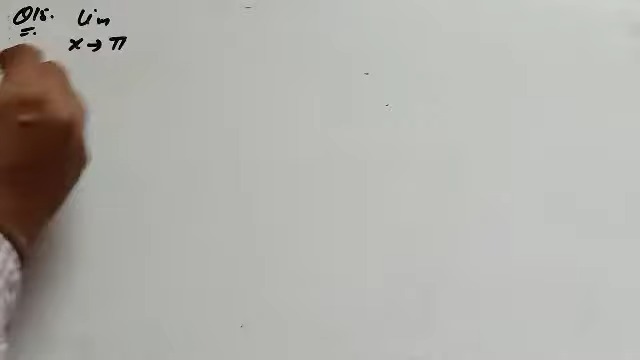 Q15. lim
x → π